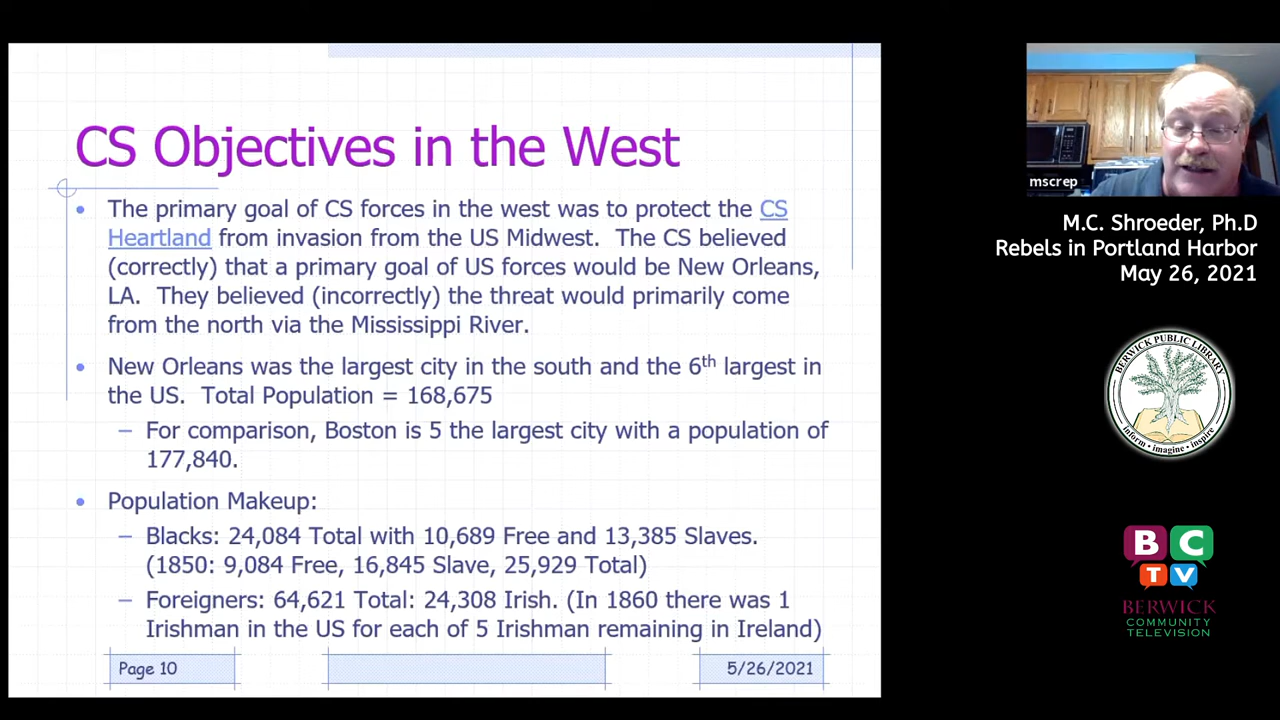 CS Objectives in the West
The primary goal of CS forces in the west was to protect the CS
Heartland from invasion from the US Midwest. The CS believed
(correctly) that a primary goal of US forces would be New Orleans,
LA. They believed (incorrectly) the threat would primarily come
from the north via the Mississippi River.
New Orleans was the largest city in the south and the 6th largest in
the US. Total Population = 168,675
– For comparison, Boston is 5 the largest city with a population of
177,840.
Population Makeup:
– Blacks: 24,084 Total with 10,689 Free and 13,385 Slaves.
(1850: 9,084 Free, 16,845 Slave, 25,929 Total)
– Foreigners: 64,621 Total: 24,308 Irish. (In 1860 there was 1
Irishman in the US for each of 5 Irishman remaining in Ireland)
Page 10
5/26/2021
mscrep
M.C. Shroeder, Ph.D
Rebels in Portland Harbor
May 26, 2021
BERWICK PUBLIC LIBRARY
inform • imagine • inspire
BC
TV
BERWICK
COMMUNITY
TELEVISION